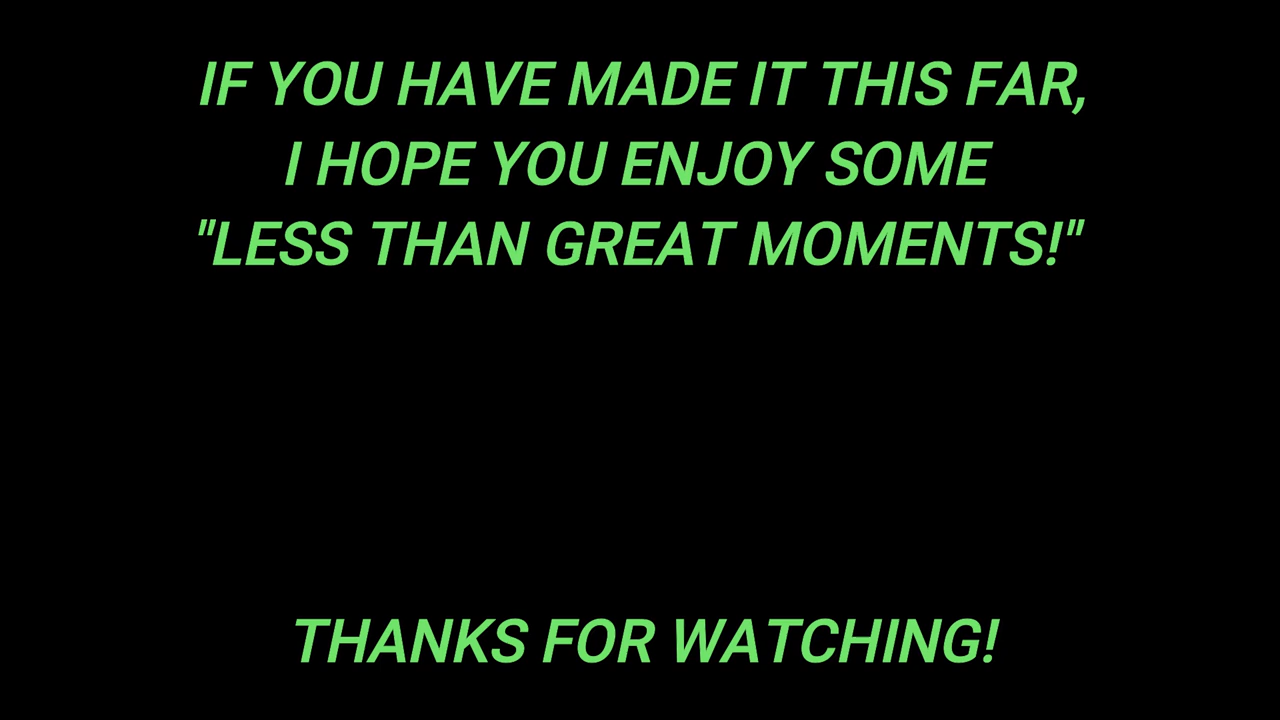 IF YOU HAVE MADE IT THIS FAR,
I HOPE YOU ENJOY SOME
"LESS THAN GREAT MOMENTS!"
THANKS FOR WATCHING!